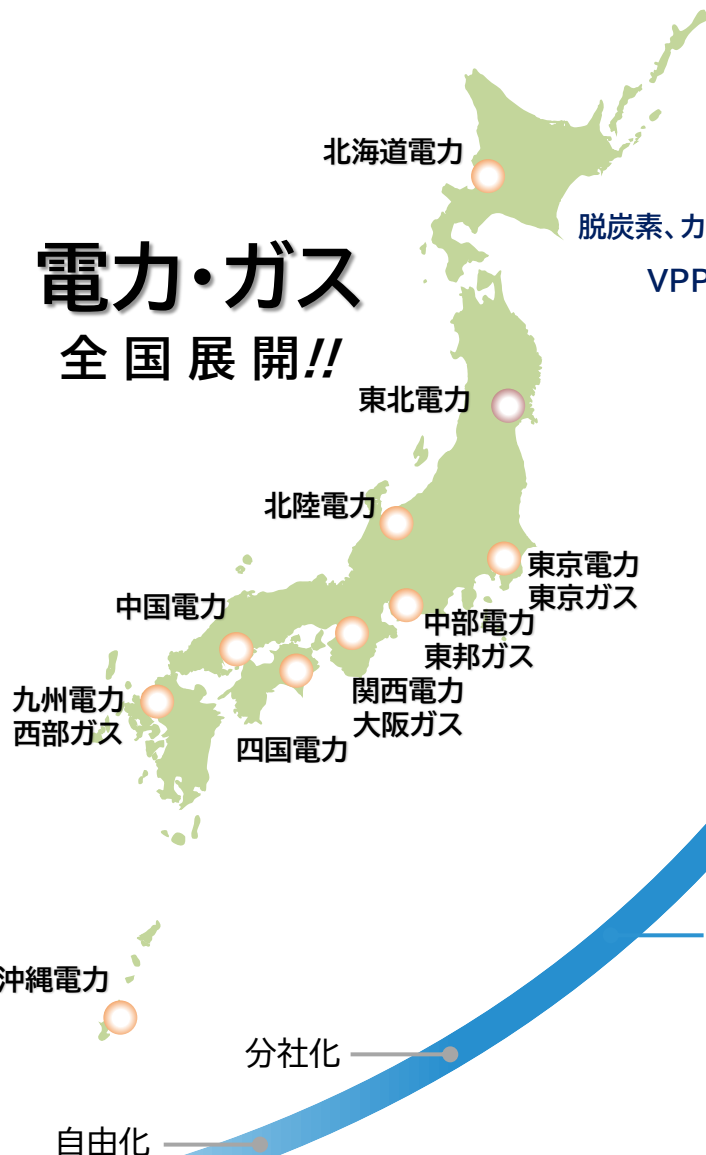 北海道電力
脱炭素、カ
電力・ガス
VPP
全国展開!!
東北電力
北陸電力
東京電力
東京ガス
中国電力
中部電力
東邦ガス
関西電力
大阪ガス
九州電力
西部ガス
四国電力
沖縄電力
分社化
自由化